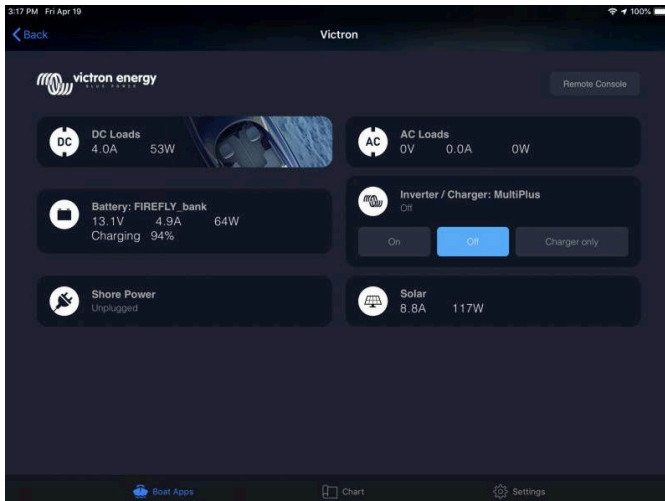 3:17 PM Fri Apr 19
100%
Back
Victron
victron energy
BLUE POWER
Remote Console
DC
DC Loads
4.0A 53W
AC
AC Loads
0V 0.0A 0W
Battery: FIREFLY_bank
13.1V 4.9A 64W
Charging 94%
Inverter / Charger: MultiPlus
Off
On Off Charger only
Shore Power
Unplugged
Solar
8.8A 117W
Boat Apps Chart Settings